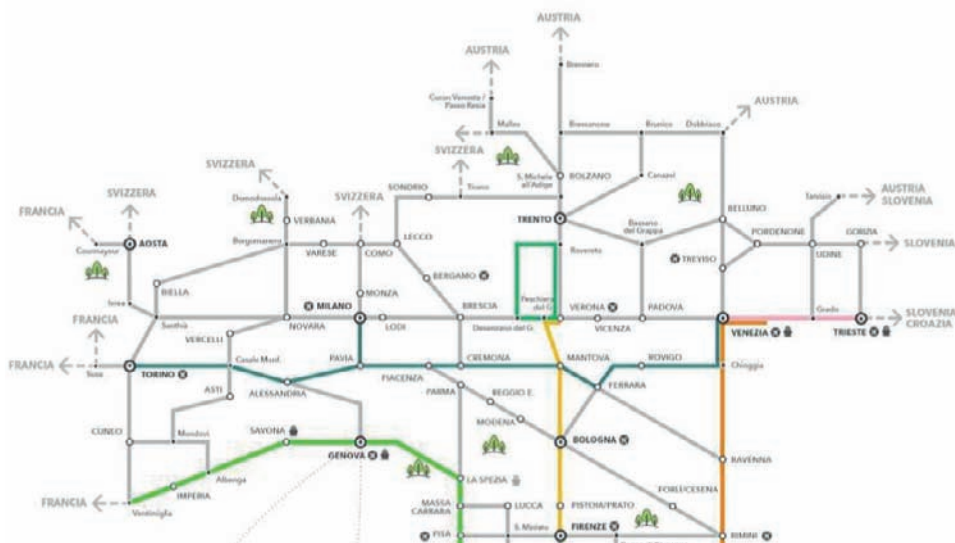 AUSTRIA
AUSTRIA
Brennero
Curon Venosta /
Passo Resia
AUSTRIA
Malles
Bressanone
Brunico
Dobbiaco
SVIZZERA
S. Michele
all'Adige
BOLZANO
Canazei
SVIZZERA
SVIZZERA
SVIZZERA
SONDRIO
Tirano
Domodossola
TRENTO
BELLUNO
Tarvisio
AUSTRIA
SLOVENIA
FRANCIA
VERBANIA
Bassano
del Grappa
PORDENONE
GORIZIA
AOSTA
Courmayeur
Borgomanero
VARESE
COMO
LECCO
Rovereto
TREVISO
UDINE
SLOVENIA
BERGAMO
BIELLA
MONZA
Ivrea
BRESCIA
Peschiera
del G.
VERONA
PADOVA
Grado
FRANCIA
Santhià
NOVARA
MILANO
LODI
Desenzano del G.
VICENZA
VENEZIA
TRIESTE
SLOVENIA
CROAZIA
VERCELLI
Casale Monf.
PAVIA
CREMONA
MANTOVA
ROVIGO
Chioggia
FRANCIA
Susa
TORINO
PIACENZA
ASTI
ALESSANDRIA
PARMA
REGGIO E.
FERRARA
MODENA
CUNEO
Mondovì
SAVONA
BOLOGNA
GENOVA
RAVENNA
Albenga
LA SPEZIA
IMPERIA
FORLI/CESENA
FRANCIA
Ventimiglia
MASSA
CARRARA
LUCCA
PISTOIA/PRATO
PISA
S. Miniato
FIRENZE
RIMINI